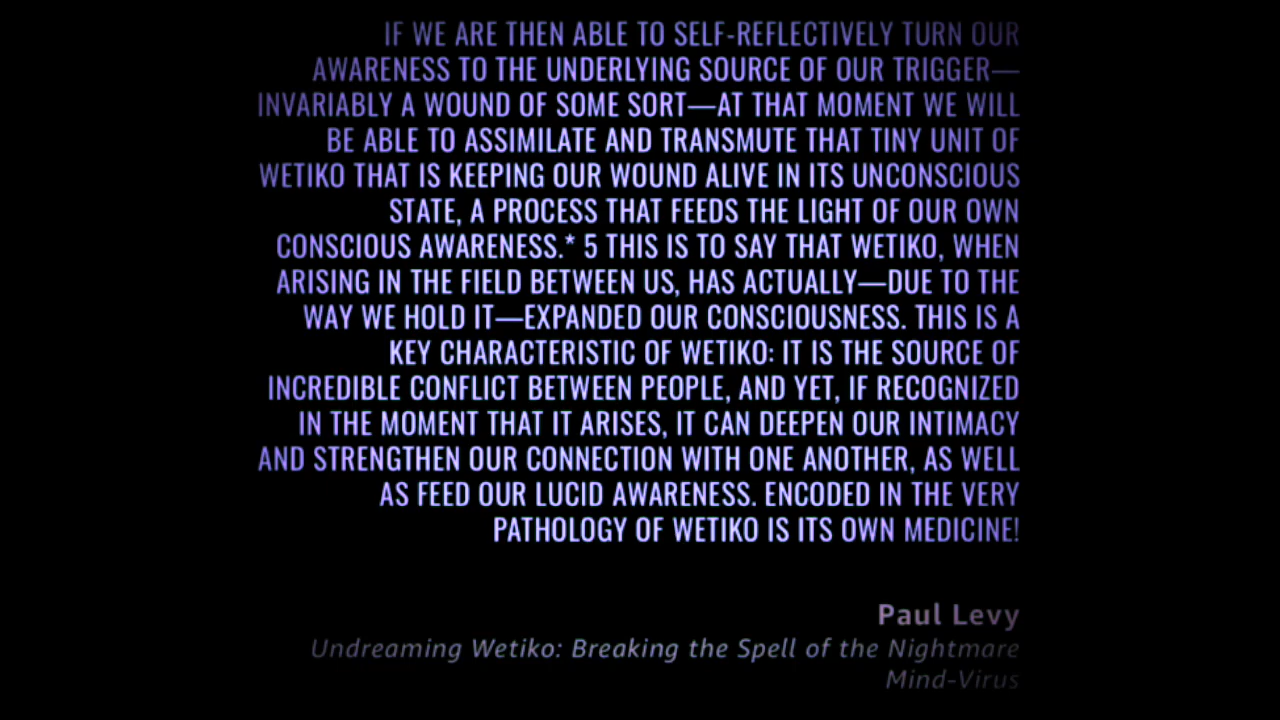 IF WE ARE THEN ABLE TO SELF-REFLECTIVELY TURN OUR
AWARENESS TO THE UNDERLYING SOURCE OF OUR TRIGGER—
INVARIABLY A WOUND OF SOME SORT—AT THAT MOMENT WE WILL
BE ABLE TO ASSIMILATE AND TRANSMUTE THAT TINY UNIT OF
WETIKO THAT IS KEEPING OUR WOUND ALIVE IN ITS UNCONSCIOUS
STATE, A PROCESS THAT FEEDS THE LIGHT OF OUR OWN
CONSCIOUS AWARENESS.* 5 THIS IS TO SAY THAT WETIKO, WHEN
ARISING IN THE FIELD BETWEEN US, HAS ACTUALLY—DUE TO THE
WAY WE HOLD IT—EXPANDED OUR CONSCIOUSNESS. THIS IS A
KEY CHARACTERISTIC OF WETIKO: IT IS THE SOURCE OF
INCREDIBLE CONFLICT BETWEEN PEOPLE, AND YET, IF RECOGNIZED
IN THE MOMENT THAT IT ARISES, IT CAN DEEPEN OUR INTIMACY
AND STRENGTHEN OUR CONNECTION WITH ONE ANOTHER, AS WELL
AS FEED OUR LUCID AWARENESS. ENCODED IN THE VERY
PATHOLOGY OF WETIKO IS ITS OWN MEDICINE!
Paul Levy
Undreaming Wetiko: Breaking the Spell of the Nightmare
Mind-Virus